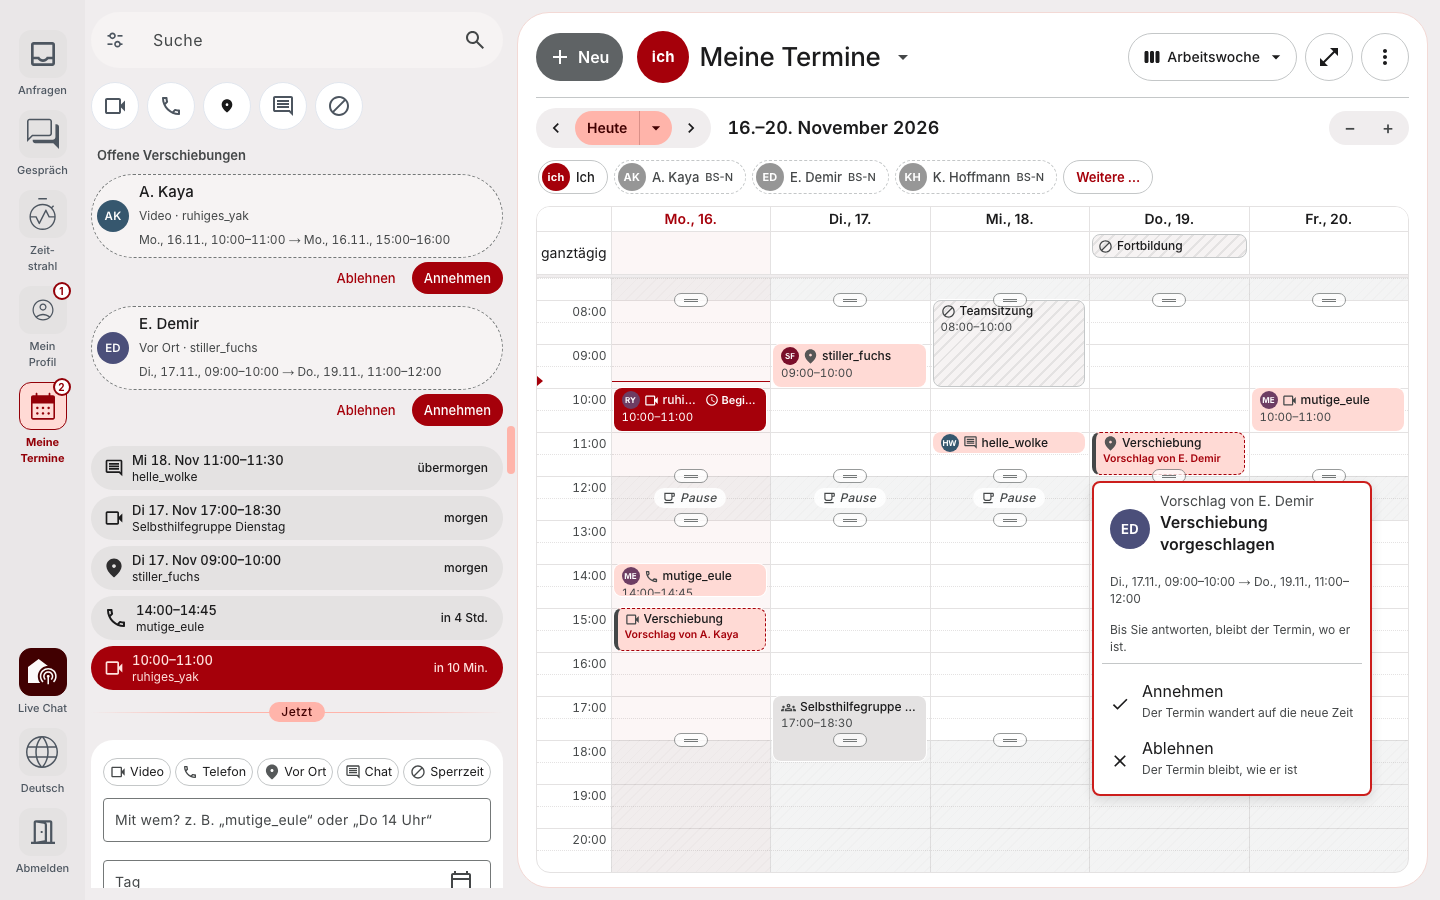 Anfragen
Gespräch
Zeit-
strahl
1
Mein
Profil
2
Meine
Termine
Live Chat
Deutsch
Abmelden
Suche
Offene Verschiebungen
AK
A. Kaya
Video · ruhiges_yak
Mo., 16.11., 10:00–11:00 → Mo., 16.11., 15:00–16:00
Ablehnen
Annehmen
ED
E. Demir
Vor Ort · stiller_fuchs
Di., 17.11., 09:00–10:00 → Do., 19.11., 11:00–12:00
Ablehnen
Annehmen
Mi 18. Nov 11:00–11:30
helle_wolke
übermorgen
Di 17. Nov 17:00–18:30
Selbsthilfegruppe Dienstag
morgen
Di 17. Nov 09:00–10:00
stiller_fuchs
morgen
14:00–14:45
mutige_eule
in 4 Std.
10:00–11:00
ruhiges_yak
in 10 Min.
Jetzt
Video
Telefon
Vor Ort
Chat
Sperrzeit
Mit wem? z. B. „mutige_eule“ oder „Do 14 Uhr“
Tag
Neu
ich
Meine Termine
Arbeitswoche
Heute
16.–20. November 2026
ich
Ich
AK
A. Kaya BS-N
ED
E. Demir BS-N
KH
K. Hoffmann BS-N
Weitere ...
Mo., 16.
Di., 17.
Mi., 18.
Do., 19.
Fr., 20.
ganztägig
Fortbildung
08:00
09:00
10:00
11:00
12:00
13:00
14:00
15:00
16:00
17:00
18:00
19:00
20:00
RY
ruhi...
Begi...
10:00–11:00
Pause
ME
mutige_eule
14:00–14:45
Verschiebung
Vorschlag von A. Kaya
SF
stiller_fuchs
09:00–10:00
Pause
Selbsthilfegruppe ...
17:00–18:30
Teamsitzung
08:00–10:00
HW
helle_wolke
Pause
Verschiebung
Vorschlag von E. Demir
ME
mutige_eule
10:00–11:00
ED
Vorschlag von E. Demir
Verschiebung
vorgeschlagen
Di., 17.11., 09:00–10:00 → Do., 19.11., 11:00–
12:00
Bis Sie antworten, bleibt der Termin, wo er
ist.
Annehmen
Der Termin wandert auf die neue Zeit
Ablehnen
Der Termin bleibt, wie er ist